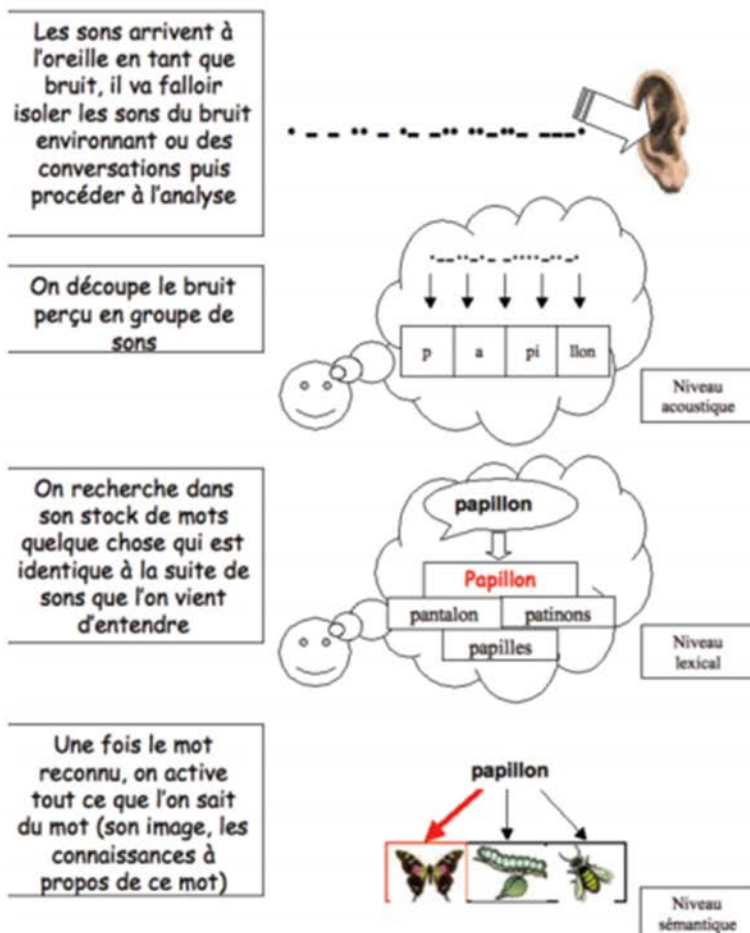 Les sons arrivent à
l'oreille en tant que
bruit, il va falloir
isoler les sons du bruit
environnant ou des
conversations puis
procéder à l'analyse
On découpe le bruit
perçu en groupe de
sons
p a pi llon
Niveau
acoustique
On recherche dans
son stock de mots
quelque chose qui est
identique à la suite de
sons que l'on vient
d'entendre
papillon
Papillon
pantalon patinons
papilles
Niveau
lexical
Une fois le mot
reconnu, on active
tout ce que l'on sait
du mot (son image, les
connaissances à
propos de ce mot)
papillon
Niveau
sémantique